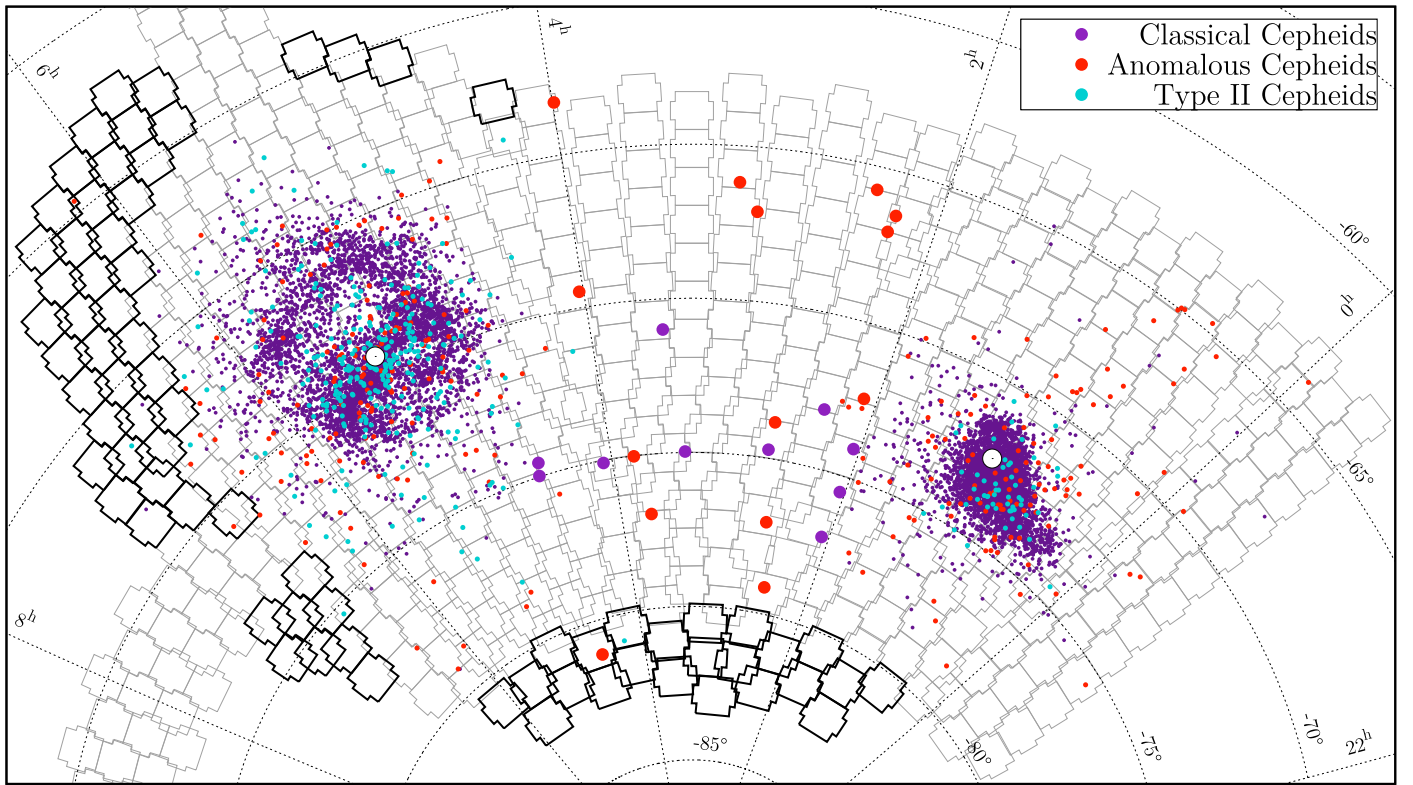 4ʰ
2ʰ
Classical Cepheids
Anomalous Cepheids
Type II Cepheids
6ʰ
-60°
0ʰ
-65°
8ʰ
-85°
-80°
-75°
-70°
22ʰ